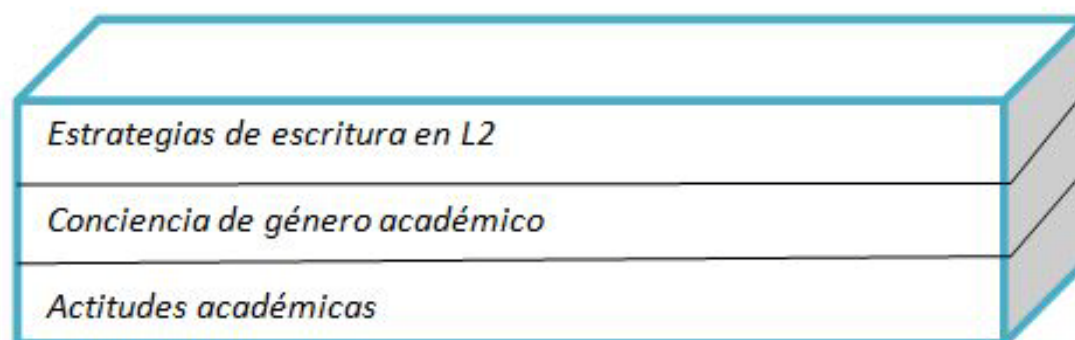 Estrategias de escritura en L2
Conciencia de género académico
Actitudes académicas